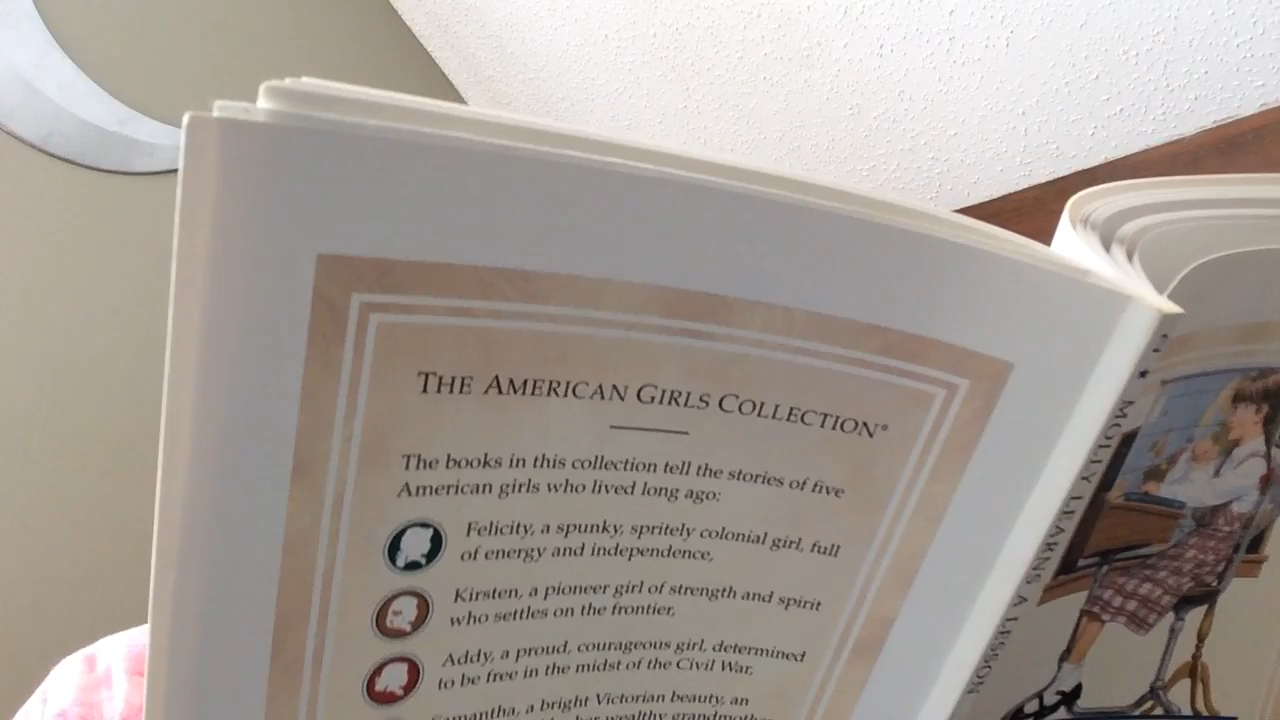 THE AMERICAN GIRLS COLLECTION®
The books in this collection tell the stories of five
American girls who lived long ago:
Felicity, a spunky, spritely colonial girl, full
of energy and independence,
Kirsten, a pioneer girl of strength and spirit
who settles on the frontier,
Addy, a proud, courageous girl, determined
to be free in the midst of the Civil War,
Samantha, a bright Victorian beauty, an
her wealthy grandmother
MOLLY LEARNS A LESSON